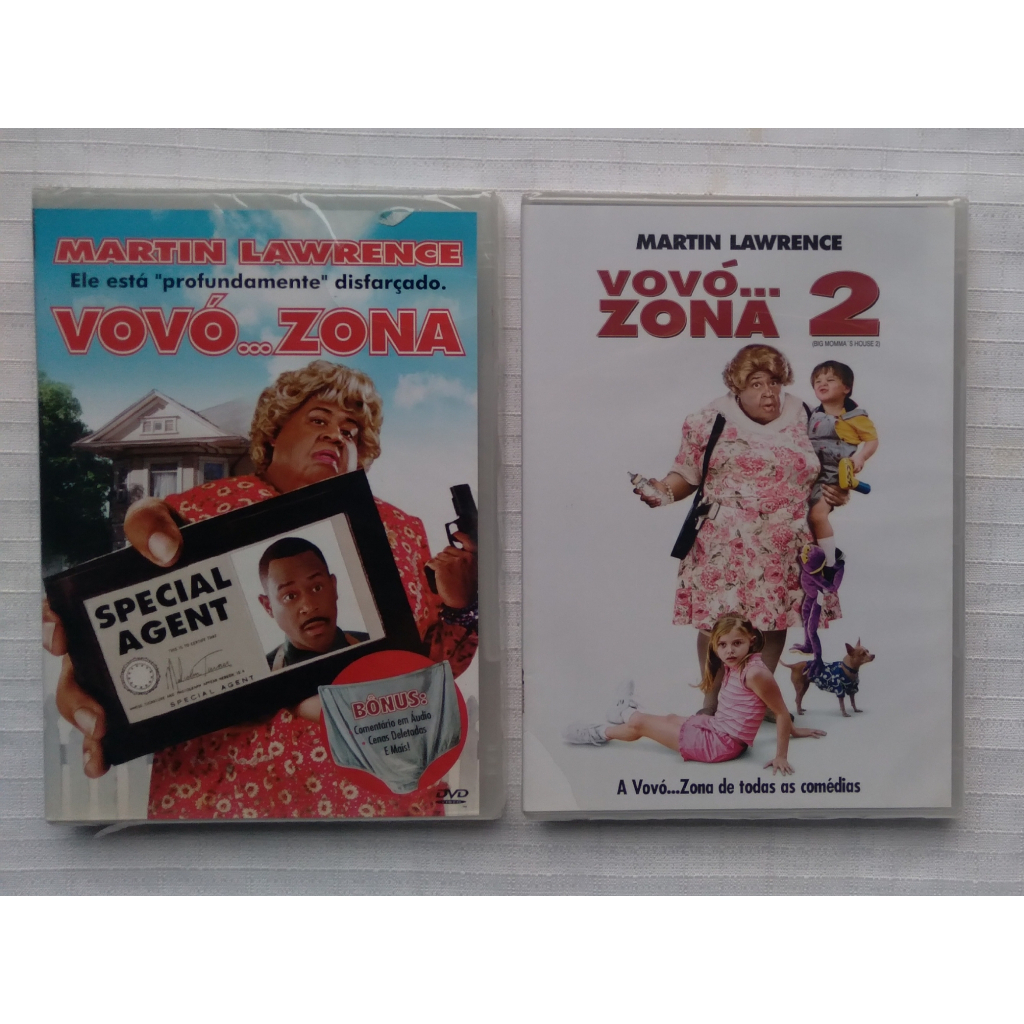 MARTIN LAWRENCE
Ele está "profundamente" disfarçado.
VOVÓ...ZONA
SPECIAL
AGENT
SPECIAL AGENT
BÔNUS:
Comentário em Áudio
• Cenas Deletadas
E Mais!
DVD
VIDEO
MARTIN LAWRENCE
VOVÓ...
ZONA 2
(BIG MOMMA´S HOUSE 2)
A Vovó...Zona de todas as comédias